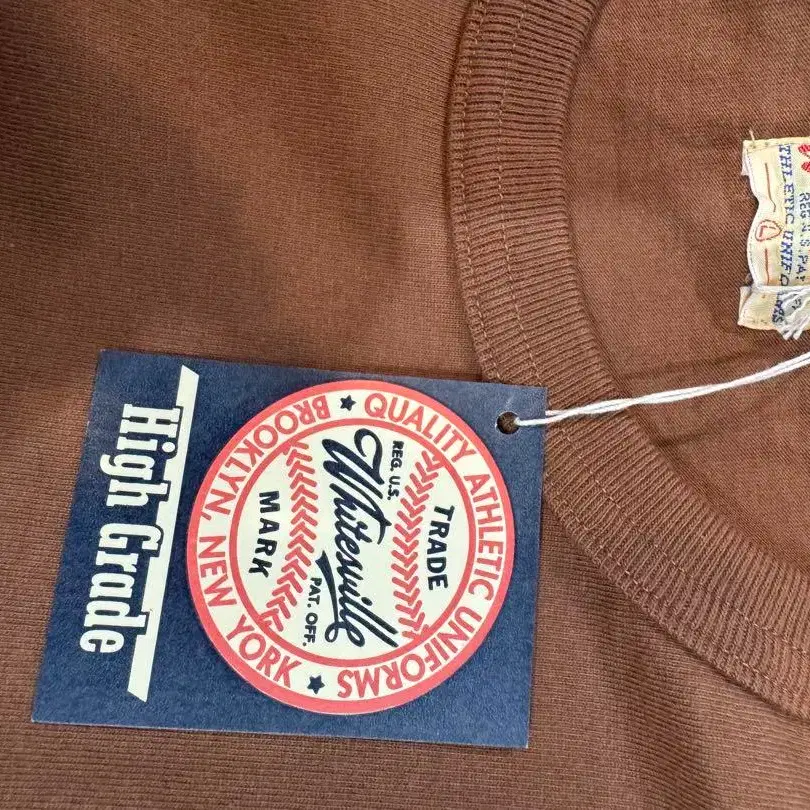 High Grade
QUALITY ATHLETIC UNIFORMS
★
BROOKLYN, NEW YORK
★
TRADE
REG. U.S.
Whitesville
PAT. OFF.
MARK
L